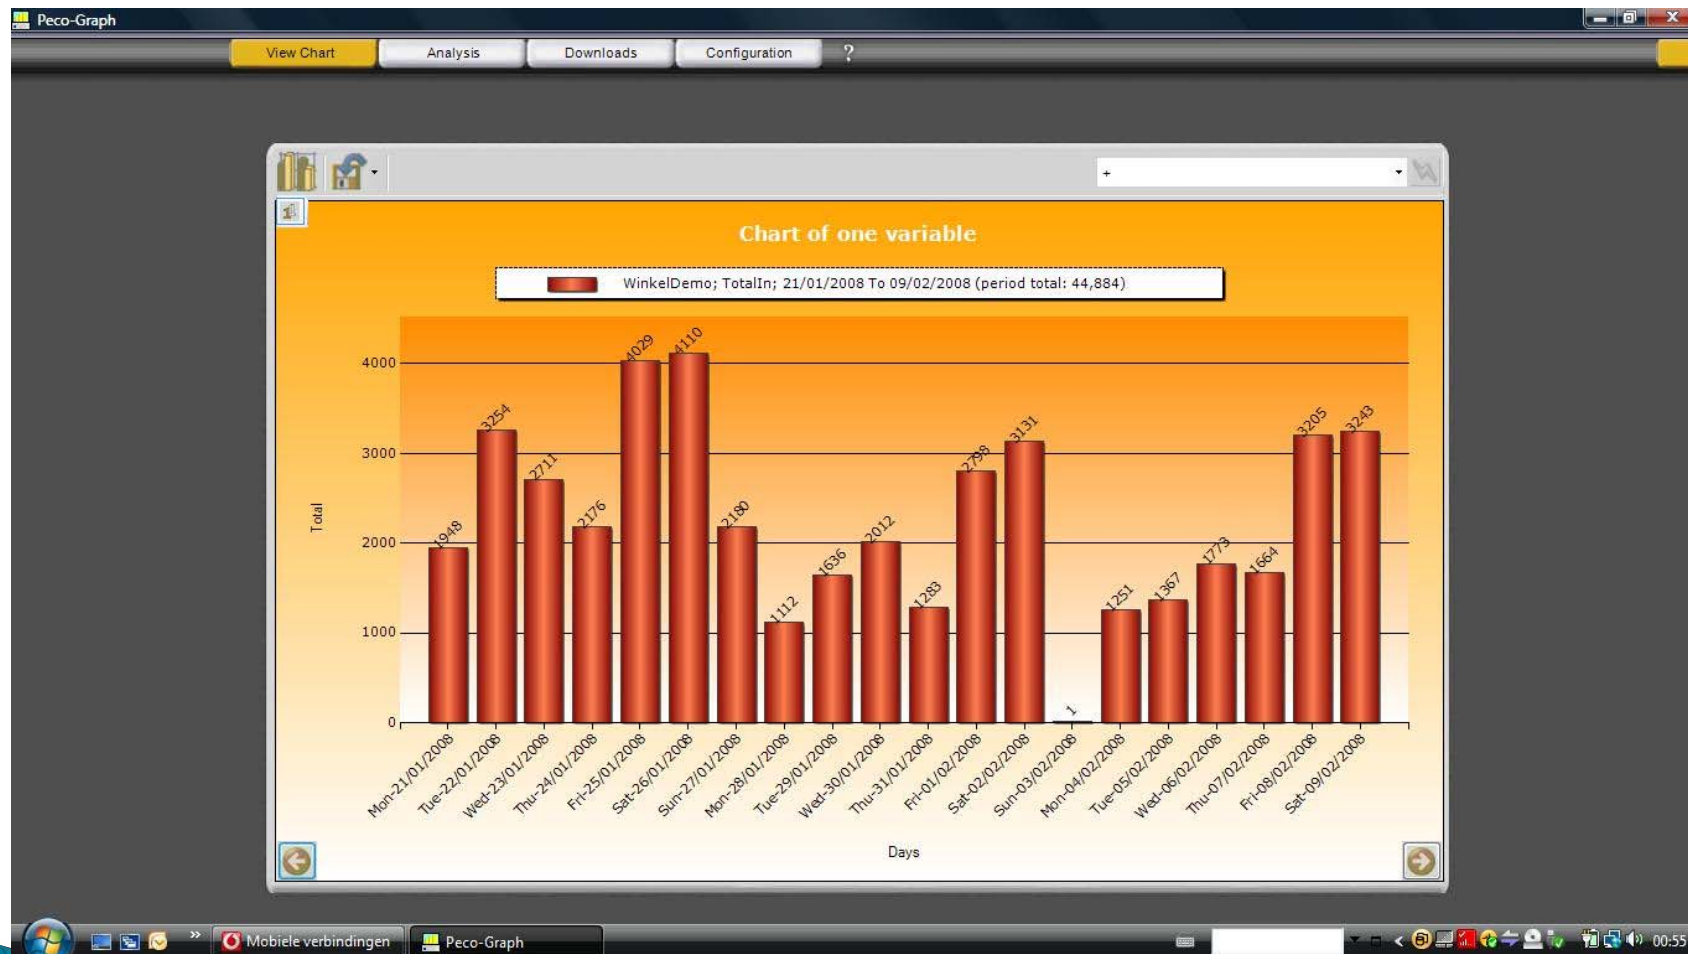 Peco-Graph
View Chart Analysis Downloads Configuration ?
+
Chart of one variable
WinkelDemo; TotalIn; 21/01/2008 To 09/02/2008 (period total: 44,884)
Total
4000
3000
2000
1000
0
1948 3254 2711 2176 4029 4110 2180 1112 1636 2012 1283 2798 3131 1 1251 1367 1773 1664 3205 3243
Mon-21/01/2008 Tue-22/01/2008 Wed-23/01/2008 Thu-24/01/2008 Fri-25/01/2008 Sat-26/01/2008 Sun-27/01/2008 Mon-28/01/2008 Tue-29/01/2008 Wed-30/01/2008 Thu-31/01/2008 Fri-01/02/2008 Sat-02/02/2008 Sun-03/02/2008 Mon-04/02/2008 Tue-05/02/2008 Wed-06/02/2008 Thu-07/02/2008 Fri-08/02/2008 Sat-09/02/2008
Days
Mobiele verbindingen Peco-Graph 00:55